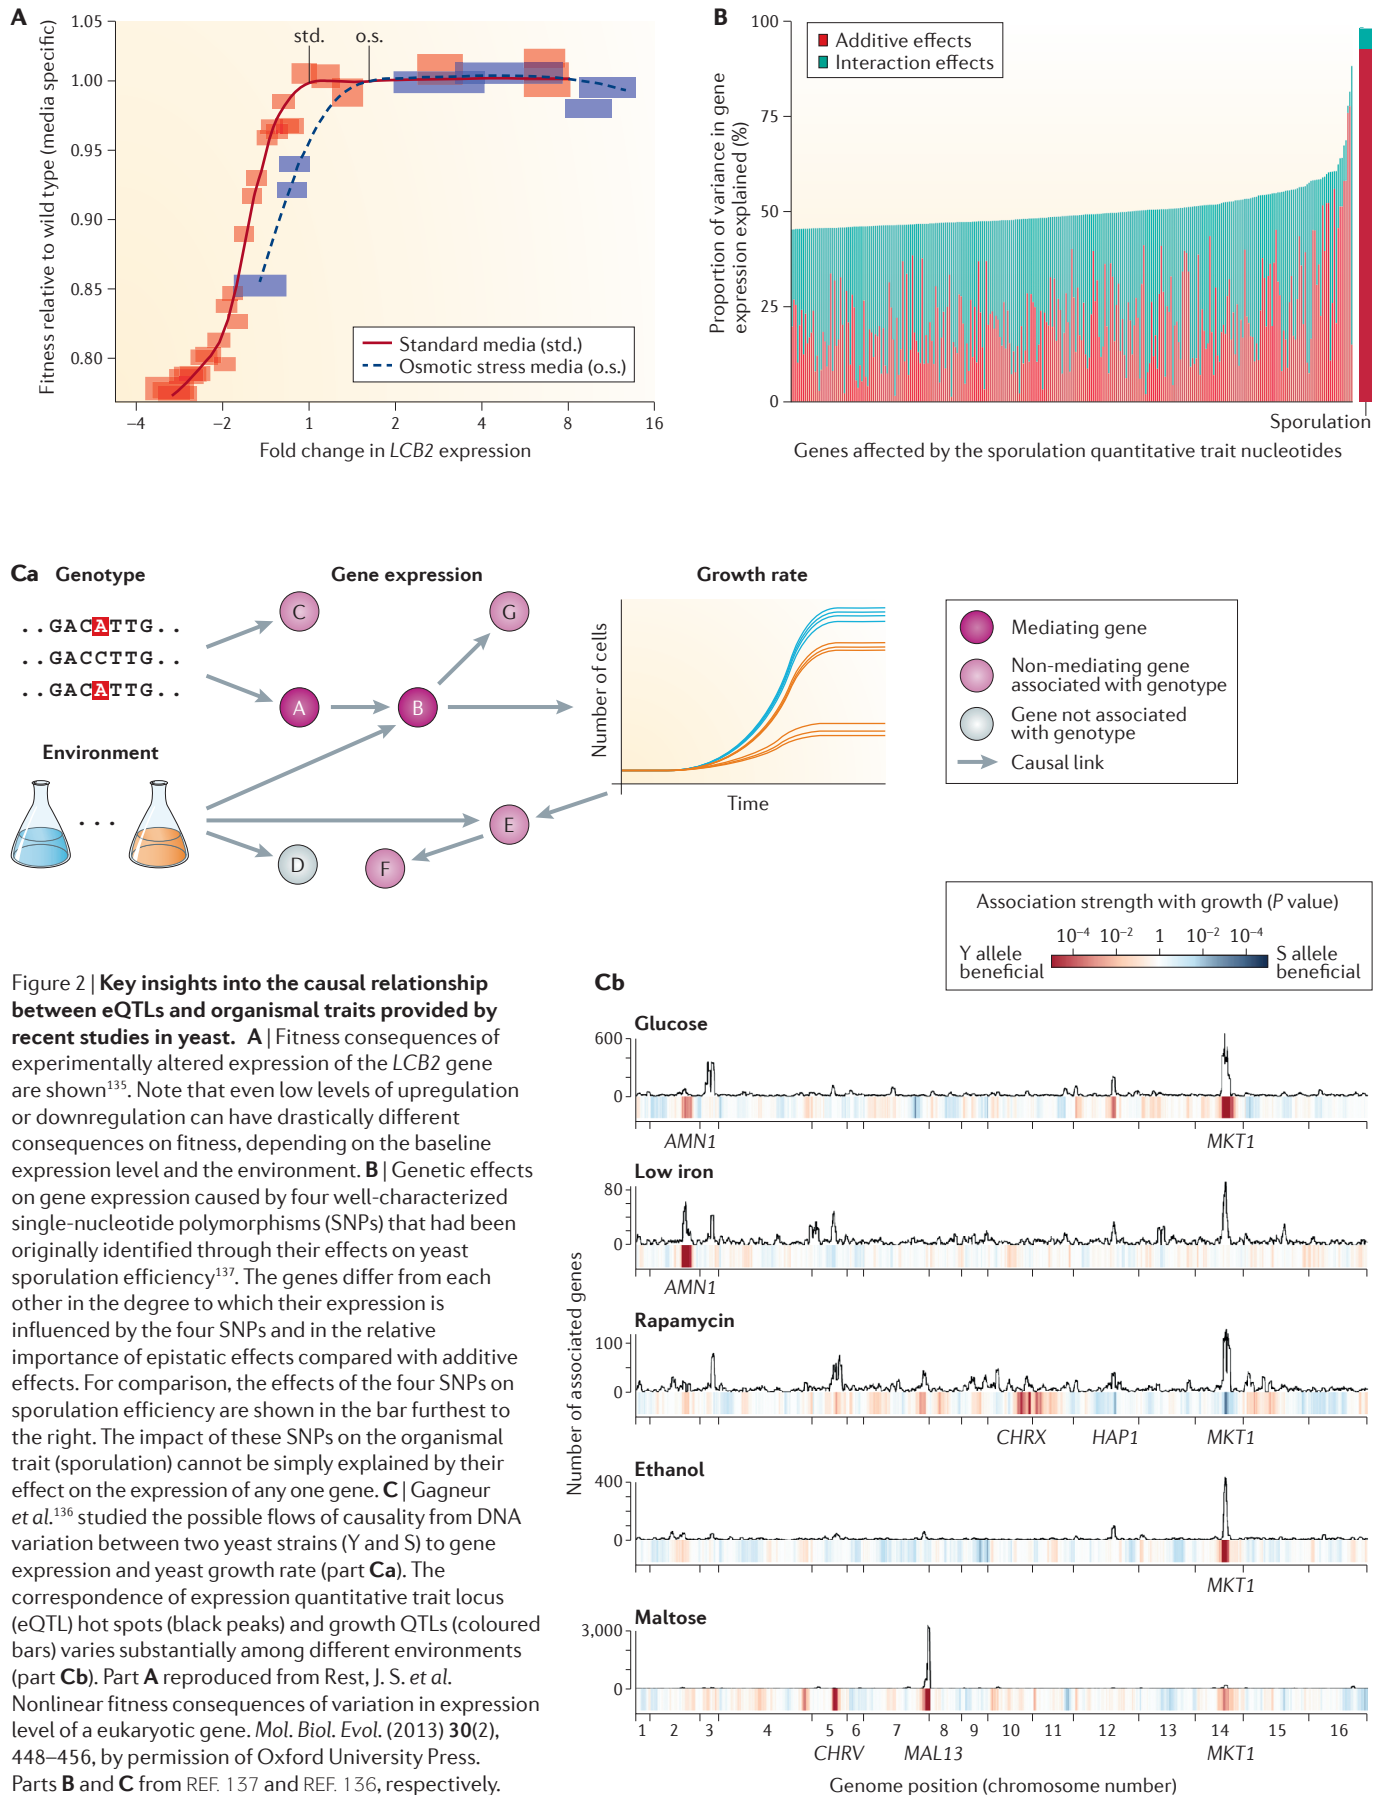 A
1.05
1.00
0.95
0.90
0.85
0.80
Fitness relative to wild type (media specific)
std.
o.s.
Standard media (std.)
Osmotic stress media (o.s.)
–4
–2
1
2
4
8
16
Fold change in LCB2 expression
B
100
75
50
25
0
Proportion of variance in gene
expression explained (%)
Additive effects
Interaction effects
Sporulation
Genes affected by the sporulation quantitative trait nucleotides
Ca
Genotype
Gene expression
Growth rate
..GACATTG..
..GACCTTG..
..GACATTG..
Environment
...
C
G
A
B
E
D
F
Number of cells
Time
Mediating gene
Non-mediating gene
associated with genotype
Gene not associated
with genotype
Causal link
Association strength with growth (P value)
10–4 10–2 1 10–2 10–4
Y allele
beneficial
S allele
beneficial
Figure 2 | Key insights into the causal relationship
between eQTLs and organismal traits provided by
recent studies in yeast. A | Fitness consequences of
experimentally altered expression of the LCB2 gene
are shown135. Note that even low levels of upregulation
or downregulation can have drastically different
consequences on fitness, depending on the baseline
expression level and the environment. B | Genetic effects
on gene expression caused by four well-characterized
single-nucleotide polymorphisms (SNPs) that had been
originally identified through their effects on yeast
sporulation efficiency137. The genes differ from each
other in the degree to which their expression is
influenced by the four SNPs and in the relative
importance of epistatic effects compared with additive
effects. For comparison, the effects of the four SNPs on
sporulation efficiency are shown in the bar furthest to
the right. The impact of these SNPs on the organismal
trait (sporulation) cannot be simply explained by their
effect on the expression of any one gene. C | Gagneur
et al.136 studied the possible flows of causality from DNA
variation between two yeast strains (Y and S) to gene
expression and yeast growth rate (part Ca). The
correspondence of expression quantitative trait locus
(eQTL) hot spots (black peaks) and growth QTLs (coloured
bars) varies substantially among different environments
(part Cb). Part A reproduced from Rest, J. S. et al.
Nonlinear fitness consequences of variation in expression
level of a eukaryotic gene. Mol. Biol. Evol. (2013) 30(2),
448–456, by permission of Oxford University Press.
Parts B and C from REF. 137 and REF. 136, respectively.
Cb
Number of associated genes
Glucose
600
0
AMN1
MKT1
Low iron
80
0
AMN1
Rapamycin
100
0
CHRX
HAP1
MKT1
Ethanol
400
0
MKT1
Maltose
3,000
0
1 2 3 4 5 6 7 8 9 10 11 12 13 14 15 16
CHRV
MAL13
MKT1
Genome position (chromosome number)